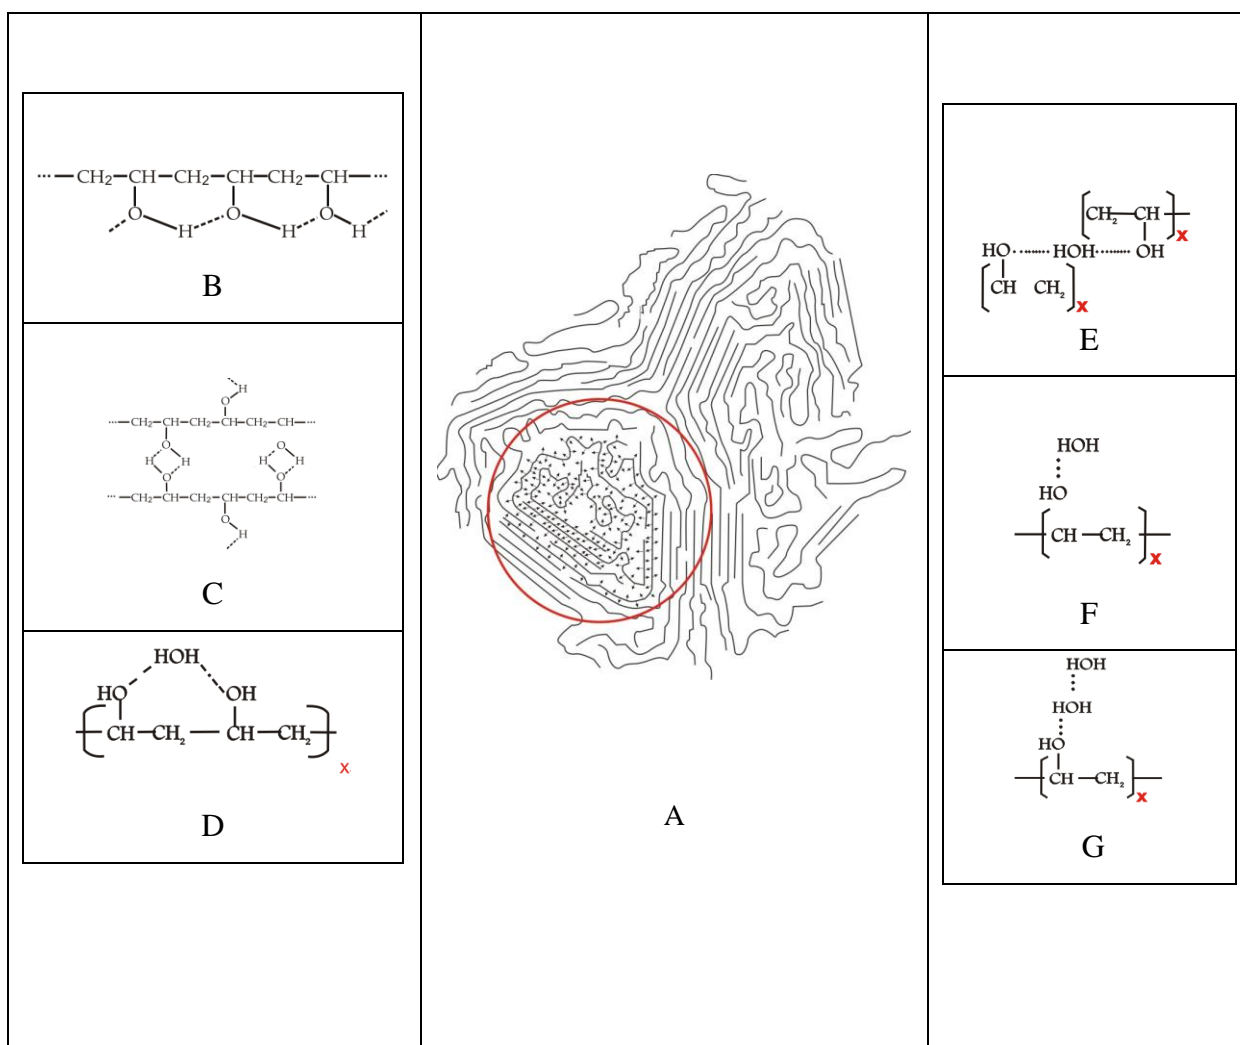 ···—CH₂—CH—CH₂—CH—CH₂—CH—···
O H O H O H
B
H
O
···—CH₂—CH—CH₂—CH—CH₂—CH—···
O O
H H H H
O O
···—CH₂—CH—CH₂—CH—CH₂—CH—···
O
H
C
HOH
HO OH
CH—CH₂—CH—CH₂
x
D
A
CH₂—CH
x
HO HOH OH
CH CH₂
x
E
HOH
HO
CH—CH₂
x
F
HOH
HOH
HO
CH—CH₂
x
G